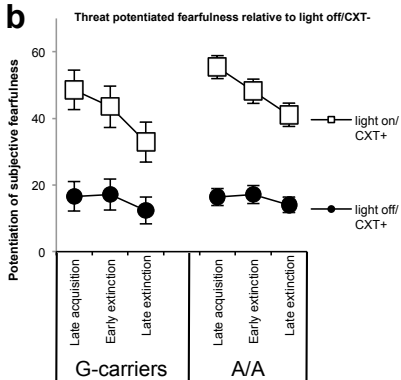 b
Threat potentiated fearfulness relative to light off/CXT-
Potentiation of subjective fearfulness
60
40
20
0
light on/
CXT+
light off/
CXT+
Late acquisition
Early extinction
Late extinction
Late acquisition
Early extinction
Late extinction
G-carriers
A/A